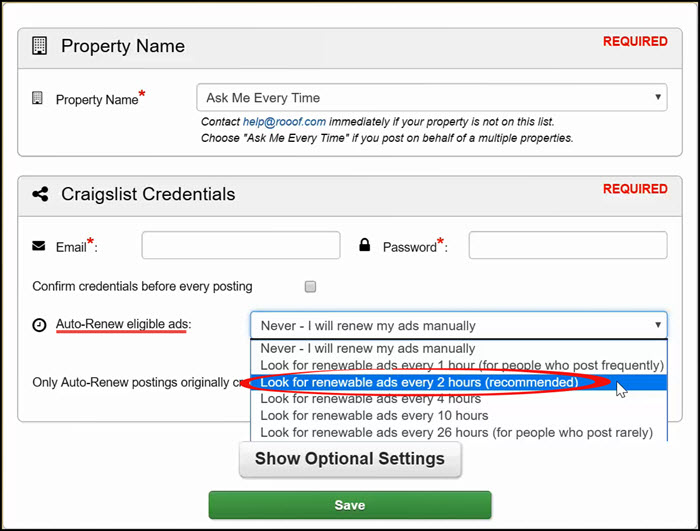 Property Name
REQUIRED
Property Name*
Ask Me Every Time
Contact help@rooof.com immediately if your property is not on this list.
Choose "Ask Me Every Time" if you post on behalf of a multiple properties.
Craigslist Credentials
REQUIRED
Email*:
Password*:
Confirm credentials before every posting
Auto-Renew eligible ads:
Never - I will renew my ads manually
Never - I will renew my ads manually
Look for renewable ads every 1 hour (for people who post frequently)
Only Auto-Renew postings originally
Look for renewable ads every 2 hours (recommended)
Look for renewable ads every 4 hours
Look for renewable ads every 10 hours
Look for renewable ads every 26 hours (for people who post rarely)
Show Optional Settings
Save